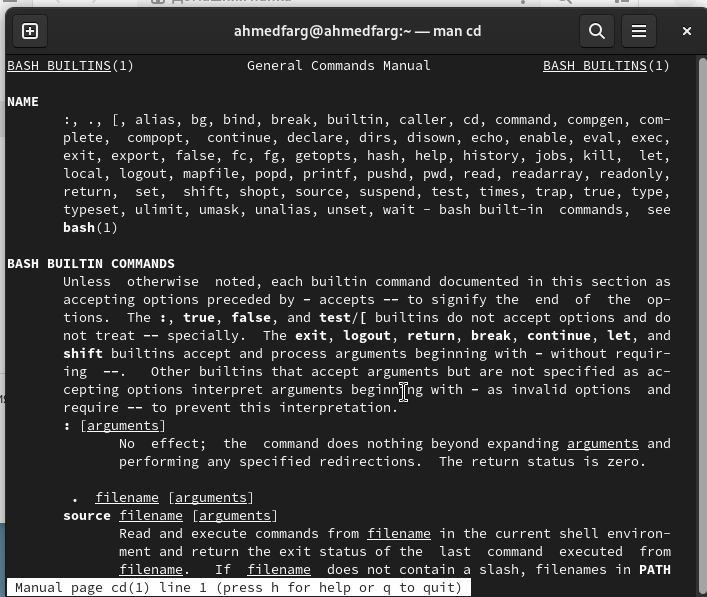 ahmedfarg@ahmedfarg:~ — man cd
BASH BUILTINS(1) General Commands Manual BASH BUILTINS(1)
NAME
:, ., [, alias, bg, bind, break, builtin, caller, cd, command, compgen, com-
plete, compopt, continue, declare, dirs, disown, echo, enable, eval, exec,
exit, export, false, fc, fg, getopts, hash, help, history, jobs, kill, let,
local, logout, mapfile, popd, printf, pushd, pwd, read, readarray, readonly,
return, set, shift, shopt, source, suspend, test, times, trap, true, type,
typeset, ulimit, umask, unalias, unset, wait - bash built-in commands, see
bash(1)
BASH BUILTIN COMMANDS
Unless otherwise noted, each builtin command documented in this section as
accepting options preceded by - accepts -- to signify the end of the op-
tions. The :, true, false, and test/[ builtins do not accept options and do
not treat -- specially. The exit, logout, return, break, continue, let, and
shift builtins accept and process arguments beginning with - without requir-
ing --. Other builtins that accept arguments but are not specified as ac-
cepting options interpret arguments beginning with - as invalid options and
require -- to prevent this interpretation.
: [arguments]
No effect; the command does nothing beyond expanding arguments and
performing any specified redirections. The return status is zero.
. filename [arguments]
source filename [arguments]
Read and execute commands from filename in the current shell environ-
ment and return the exit status of the last command executed from
filename. If filename does not contain a slash, filenames in PATH
Manual page cd(1) line 1 (press h for help or q to quit)